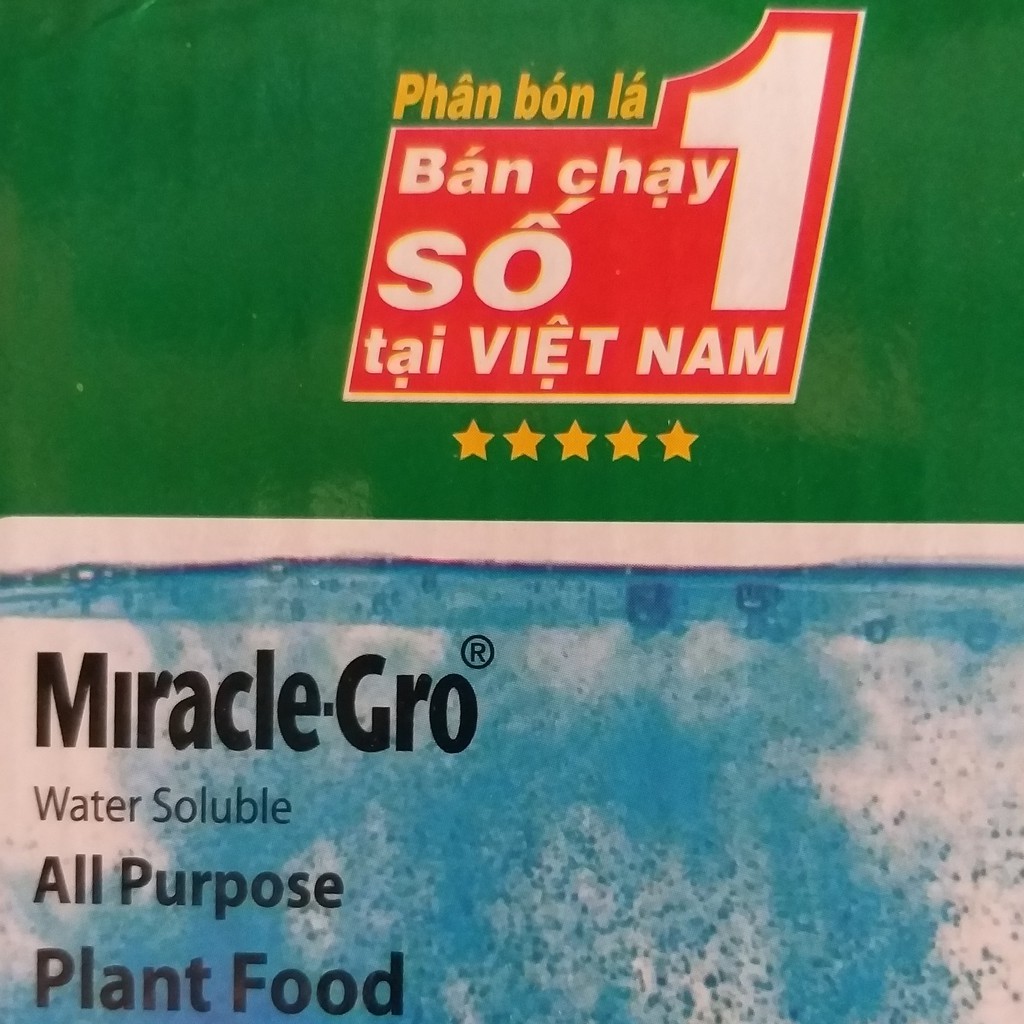 Phân bón lá
Bán chạy
SỐ 1
tại VIỆT NAM
Miracle·Gro®
Water Soluble
All Purpose
Plant Food